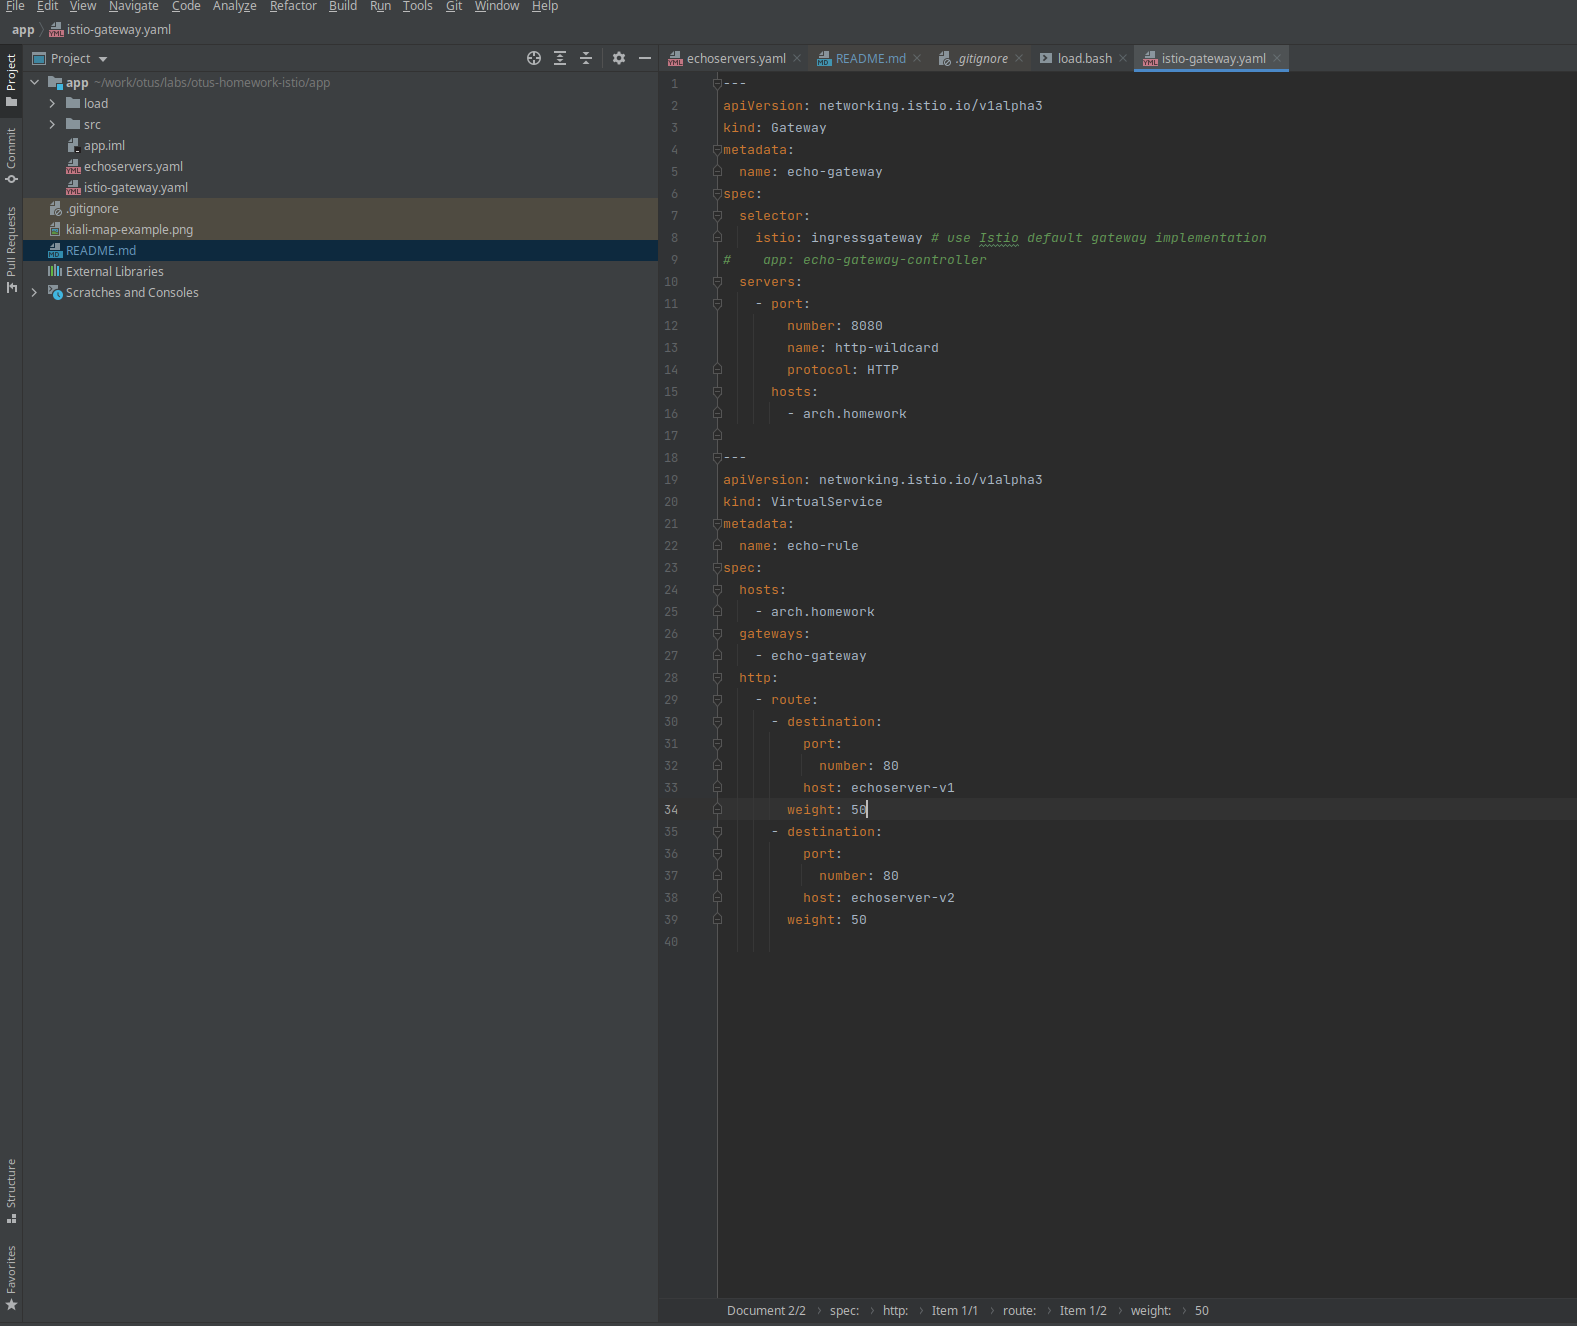 File Edit View Navigate Code Analyze Refactor Build Run Tools Git Window Help
app istio-gateway.yaml
Project
app ~/work/otus/labs/otus-homework-istio/app
load
src
app.iml
echoservers.yaml
istio-gateway.yaml
.gitignore
kiali-map-example.png
README.md
External Libraries
Scratches and Consoles
Project
Commit
Pull Requests
Structure
Favorites
echoservers.yaml README.md .gitignore load.bash istio-gateway.yaml
1 ---
2 apiVersion: networking.istio.io/v1alpha3
3 kind: Gateway
4 metadata:
5   name: echo-gateway
6 spec:
7   selector:
8     istio: ingressgateway # use Istio default gateway implementation
9 #    app: echo-gateway-controller
10   servers:
11     - port:
12         number: 8080
13         name: http-wildcard
14         protocol: HTTP
15       hosts:
16         - arch.homework
17
18 ---
19 apiVersion: networking.istio.io/v1alpha3
20 kind: VirtualService
21 metadata:
22   name: echo-rule
23 spec:
24   hosts:
25     - arch.homework
26   gateways:
27     - echo-gateway
28   http:
29     - route:
30       - destination:
31           port:
32             number: 80
33           host: echoserver-v1
34         weight: 50
35       - destination:
36           port:
37             number: 80
38           host: echoserver-v2
39         weight: 50
40
Document 2/2 › spec: › http: › Item 1/1 › route: › Item 1/2 › weight: › 50